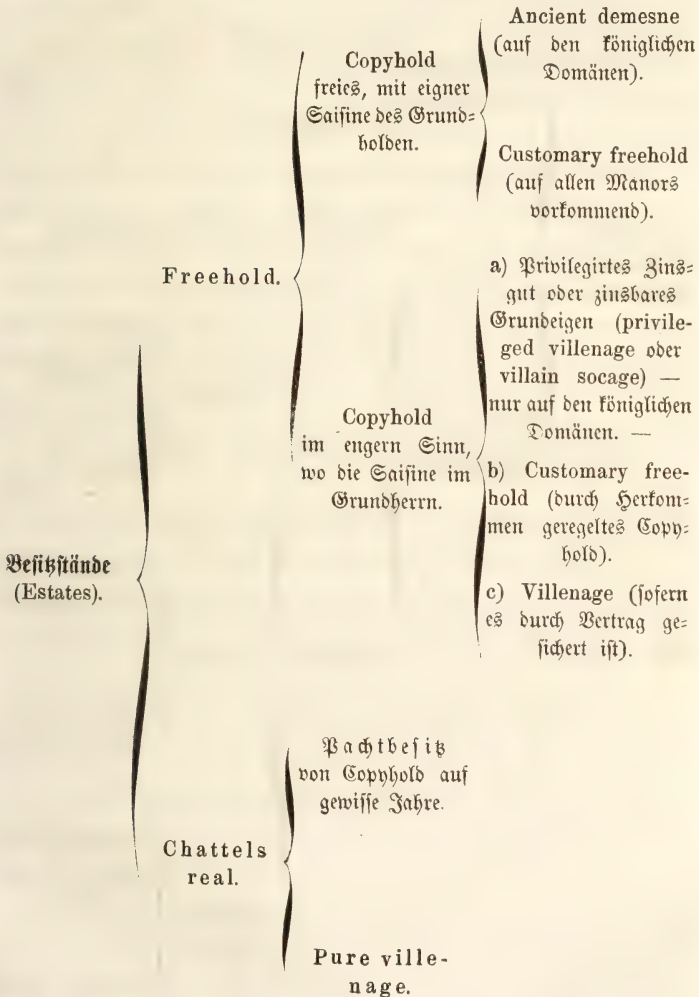 Ancient demesne
(auf den königlichen
Domänen).
Copyhold
freies, mit eigner
Saisine des Grund=
holden.
Customary freehold
(auf allen Manors
vorkommend).
Freehold.
a) Privilegirtes Zins=
gut oder zinsbares
Grundeigen (privile-
ged villenage oder
villain socage) —
nur auf den königlichen
Domänen. —
Copyhold
im engern Sinn,
wo die Saisine im
Grundherrn.
b) Customary free-
hold (durch Herkom=
men geregeltes Copy=
hold).
c) Villenage (sofern
es durch Vertrag ge=
sichert ist).
Besitzstände
(Estates).
Pachtbesitz
von Copyhold auf
gewisse Jahre.
Chattels
real.
Pure ville-
nage.